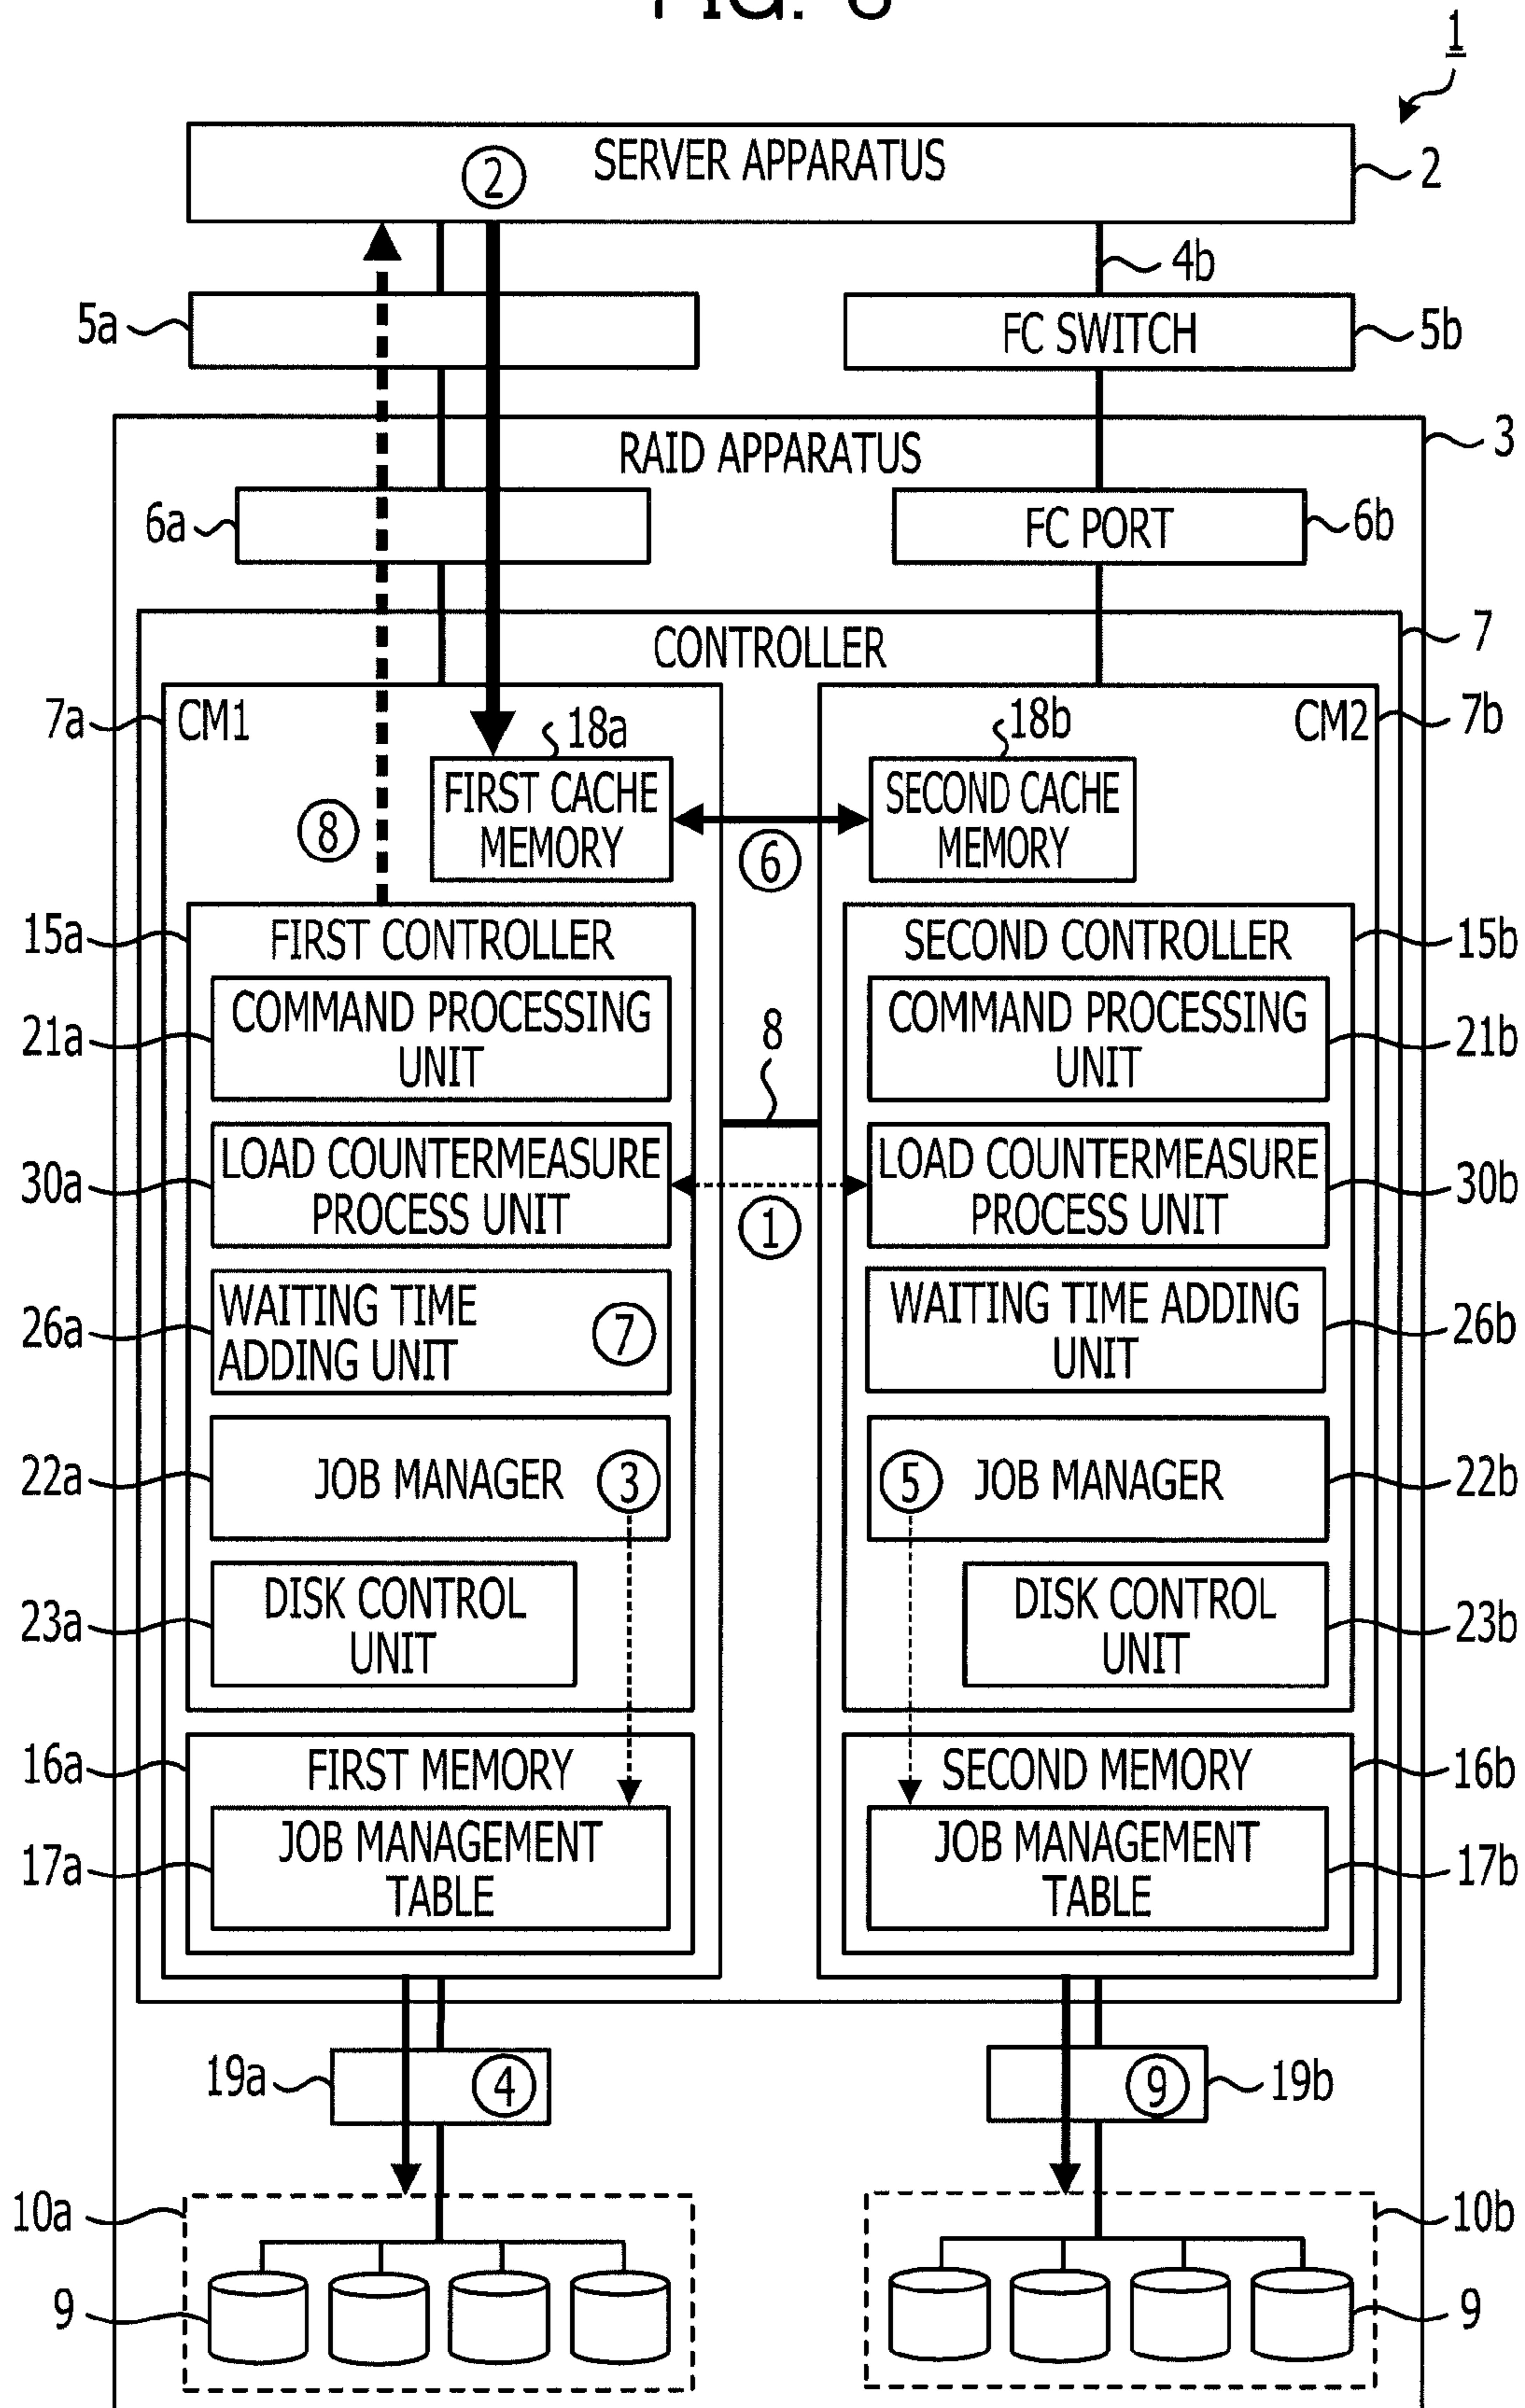 FIG.
1
SERVER APPARATUS
②
2
4b
5a
FC SWITCH
5b
RAID APPARATUS
3
6a
FC PORT
6b
CONTROLLER
7
7a
CM1
18a
18b
CM2
7b
FIRST CACHE
MEMORY
SECOND CACHE
MEMORY
⑧
⑥
15a
FIRST CONTROLLER
SECOND CONTROLLER
15b
21a
COMMAND PROCESSING
UNIT
8
COMMAND PROCESSING
UNIT
21b
30a
LOAD COUNTERMEASURE
PROCESS UNIT
①
LOAD COUNTERMEASURE
PROCESS UNIT
30b
26a
WAITING TIME
ADDING UNIT
⑦
WAITING TIME ADDING
UNIT
26b
22a
JOB MANAGER
③
⑤
JOB MANAGER
22b
23a
DISK CONTROL
UNIT
DISK CONTROL
UNIT
23b
16a
FIRST MEMORY
SECOND MEMORY
16b
17a
JOB MANAGEMENT
TABLE
JOB MANAGEMENT
TABLE
17b
19a
④
⑨
19b
10a
10b
9
9